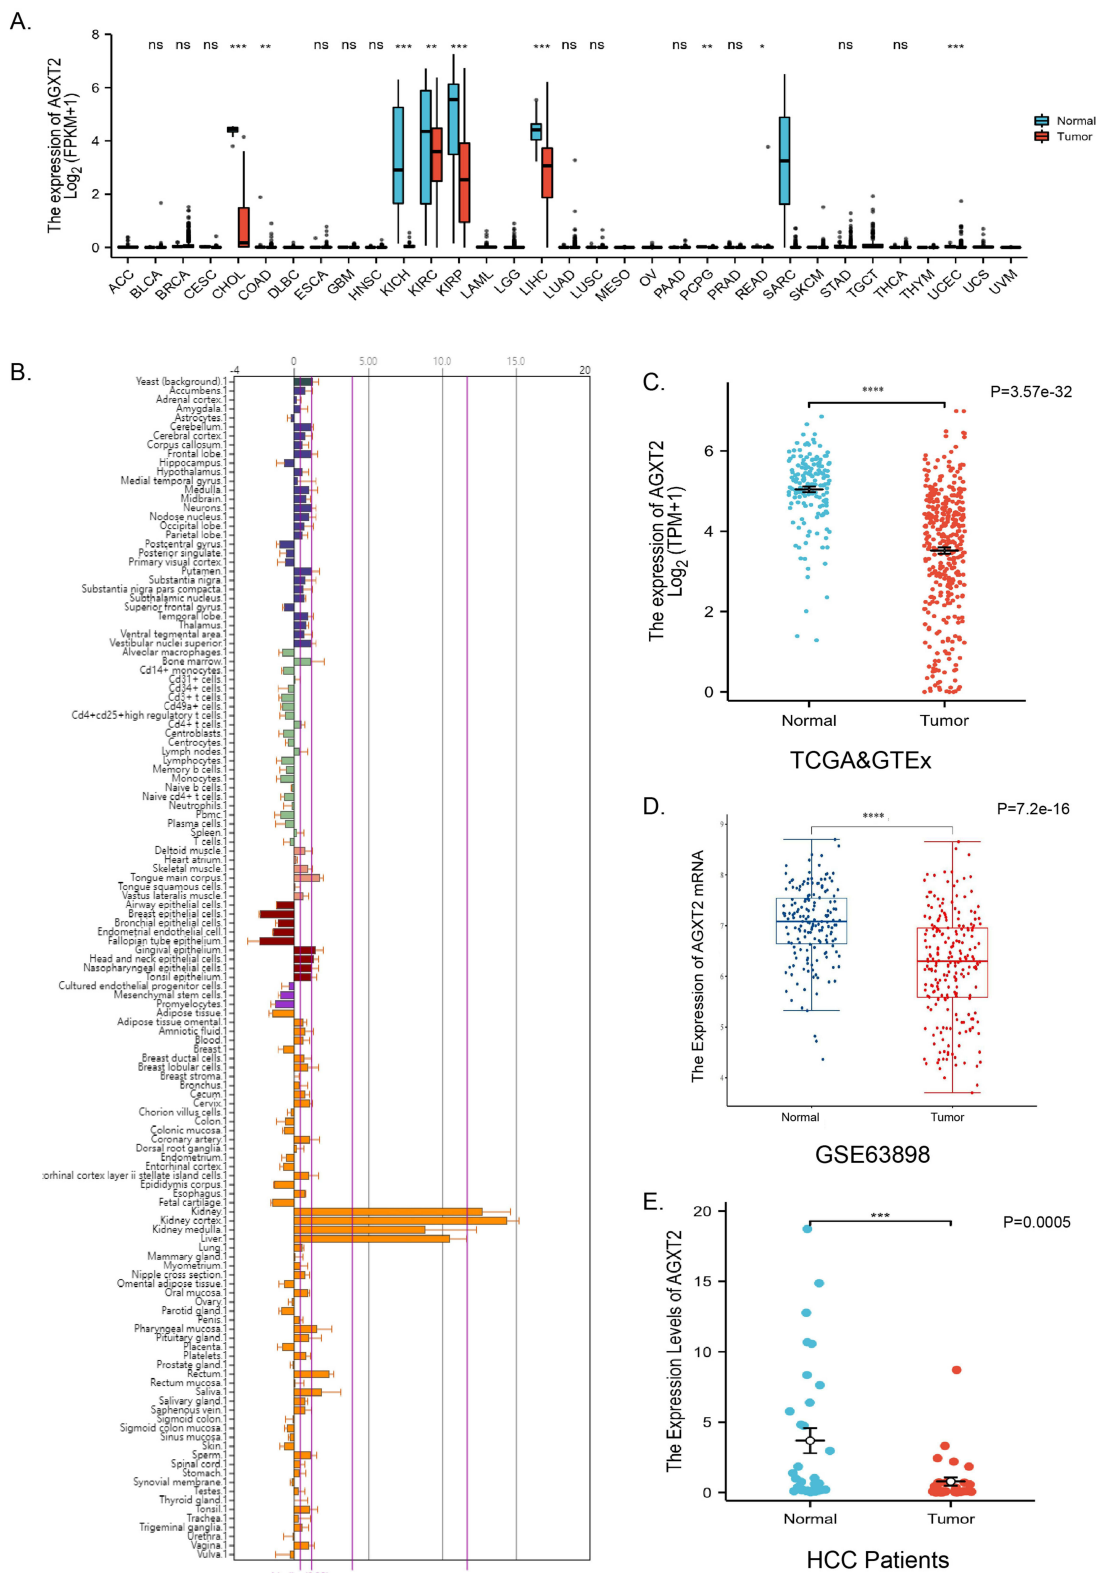 A.
The expression of AGXT2
Log2 (FPKM+1)
8
6
4
2
0
ns ns ns *** ** ns ns ns *** ** *** *** ns ns ns ** ns * ns ns ***
Normal
Tumor
ACC BLCA BRCA CESC CHOL COAD DLBC ESCA GBM HNSC KICH KIRC KIRP LAML LGG LIHC LUAD LUSC MESO OV PAAD PCPG PRAD READ SARC SKCM STAD TGCT THCA THYM UCEC UCS UVM
B.
-4 0 5.00 10.0 15.0 20
Yeast (background).1
Accumbens.1
Adrenal cortex.1
Amygdala.1
Astrocytes.1
Cerebellum.1
Cerebral cortex.1
Corpus callosum.1
Frontal lobe.1
Hippocampus.1
Hypothalamus.1
Medial temporal gyrus.1
Medulla.1
Midbrain.1
Neurons.1
Nodose nucleus.1
Occipital lobe.1
Parietal lobe.1
Postcentral gyrus.1
Posterior singulate.1
Primary visual cortex.1
Putamen.1
Substantia nigra.1
Substantia nigra pars compacta.1
Subthalamic nucleus.1
Superior frontal gyrus.1
Temporal lobe.1
Thalamus.1
Ventral tegmental area.1
Vestibular nuclei superior.1
Alveolar macrophages.1
Bone marrow.1
Cd14+ monocytes.1
Cd31+ cells.1
Cd34+ cells.1
Cd3+ t cells.1
Cd49a+ cells.1
Cd4+cd25+high regulatory t cells.1
Cd4+ t cells.1
Centroblasts.1
Centrocytes.1
Lymph nodes.1
Lymphocytes.1
Memory b cells.1
Monocytes.1
Naive b cells.1
Naive cd4+ t cells.1
Neutrophils.1
Pbmc.1
Plasma cells.1
Spleen.1
T cells.1
Deltoid muscle.1
Heart atrium.1
Skeletal muscle.1
Tongue main corpus.1
Tongue squamous cells.1
Vastus lateralis muscle.1
Airway epithelial cells.1
Breast epithelial cells.1
Bronchial epithelial cells.1
Endometrial endothelial cell.1
Fallopian tube epithelium.1
Gingival epithelium.1
Head and neck epithelial cells.1
Nasopharyngeal epithelial cells.1
Tonsil epithelium.1
Cultured endothelial progenitor cells.1
Mesenchymal stem cells.1
Promyelocytes.1
Adipose tissue.1
Adipose tissue omental.1
Amniotic fluid.1
Blood.1
Breast.1
Breast ductal cells.1
Breast lobular cells.1
Breast stroma.1
Bronchus.1
Cecum.1
Cervix.1
Chorion villus cells.1
Colon.1
Colonic mucosa.1
Coronary artery.1
Dorsal root ganglia.1
Endometrium.1
Entorhinal cortex.1
torhinal cortex layer ii stellate island cells.1
Epididymis corpus.1
Esophagus.1
Fetal cartilage.1
Kidney.1
Kidney cortex.1
Kidney medulla.1
Liver.1
Lung.1
Mammary gland.1
Myometrium.1
Nipple cross section.1
Omental adipose tissue.1
Oral mucosa.1
Ovary.1
Parotid gland.1
Penis.1
Pharyngeal mucosa.1
Pituitary gland.1
Placenta.1
Platelets.1
Prostate gland.1
Rectum.1
Rectum mucosa.1
Saliva.1
Salivary gland.1
Saphenous vein.1
Sigmoid colon.1
Sigmoid colon mucosa.1
Sinus mucosa.1
Skin.1
Sperm.1
Spinal cord.1
Stomach.1
Synovial membrane.1
Testes.1
Thyroid gland.1
Tonsil.1
Trachea.1
Trigeminal ganglia.1
Urethra.1
Vagina.1
Vulva.1
C.
P=3.57e-32
****
The expression of AGXT2
Log2 (TPM+1)
6
4
2
0
Normal Tumor
TCGA&GTEx
D.
P=7.2e-16
****
The Expression of AGXT2 mRNA
9
8
7
6
5
4
Normal Tumor
GSE63898
E.
P=0.0005
***
The Expression Levels of AGXT2
20
15
10
5
0
Normal Tumor
HCC Patients